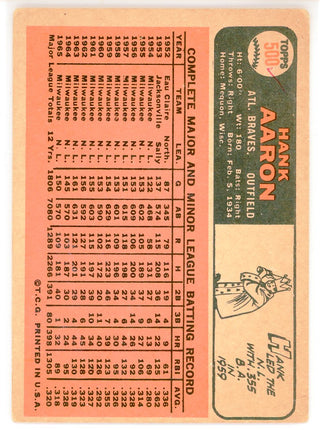 TOPPS
500
HANK
AARON
ATL. BRAVES OUTFIELD
Ht: 6:00" Wt: 180 Bats: Right
Throws: Right Born: Feb. 5, 1934
Home: Mequon, Wisc.
HANK
LED THE
N.L.
WITH .355
B.A.
IN
1959
COMPLETE MAJOR AND MINOR LEAGUE BATTING RECORD
YEAR TEAM LEA. G AB R H 2B 3B HR RBI AVG.
1952 Eau Claire North. 87 345 79 116 19 4 9 61 .336
1953 Jacksonville Sally 137 574 115 208 36 14 22 125 .362
1954 Milwaukee N. L. 122 468 58 131 27 6 13 69 .280
1955 Milwaukee N. L. 153 602 105 189 37 9 27 106 .314
1956 Milwaukee N. L. 153 609 106 200 34 14 26 92 .328
1957 Milwaukee N. L. 151 615 118 198 27 6 44 132 .322
1958 Milwaukee N. L. 153 601 109 196 34 4 30 95 .326
1959 Milwaukee N. L. 154 629 116 223 46 7 39 123 .355
1960 Milwaukee N. L. 153 590 102 172 20 11 40 126 .292
1961 Milwaukee N. L. 155 603 115 197 39 10 34 120 .327
1962 Milwaukee N. L. 156 592 127 191 28 6 45 128 .323
1963 Milwaukee N. L. 161 631 121 201 29 4 44 130 .319
1964 Milwaukee N. L. 145 570 103 187 30 2 24 95 .328
1965 Milwaukee N. L. 150 570 109 181 40 1 32 89 .318
Major League Totals 12 Yrs. 1806 7080 1289 2266 391 80 398 1305 .320
© T.C.G. PRINTED IN U.S.A.